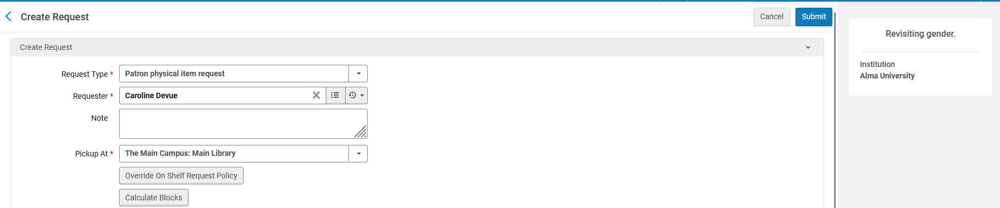 Create Request
Cancel
Submit
Create Request
Request Type *
Patron physical item request
Requester *
Caroline Devue
Note
Pickup At *
The Main Campus: Main Library
Override On Shelf Request Policy
Calculate Blocks
Revisiting gender.
Institution
Alma University